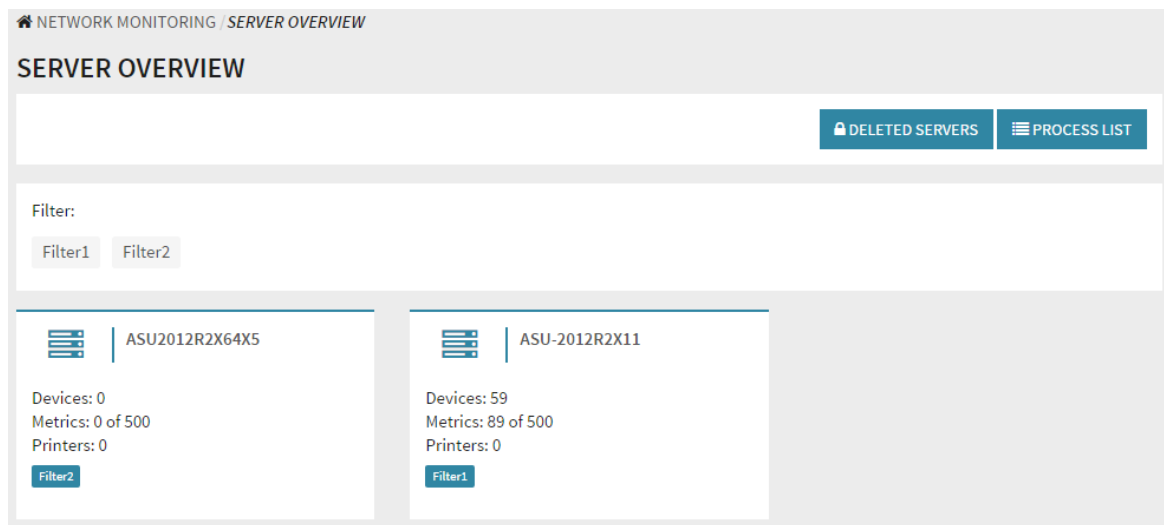 NETWORK MONITORING / SERVER OVERVIEW
SERVER OVERVIEW
DELETED SERVERS PROCESS LIST
Filter:
Filter1 Filter2
ASU2012R2X64X5
Devices: 0
Metrics: 0 of 500
Printers: 0
Filter2
ASU-2012R2X11
Devices: 59
Metrics: 89 of 500
Printers: 0
Filter1